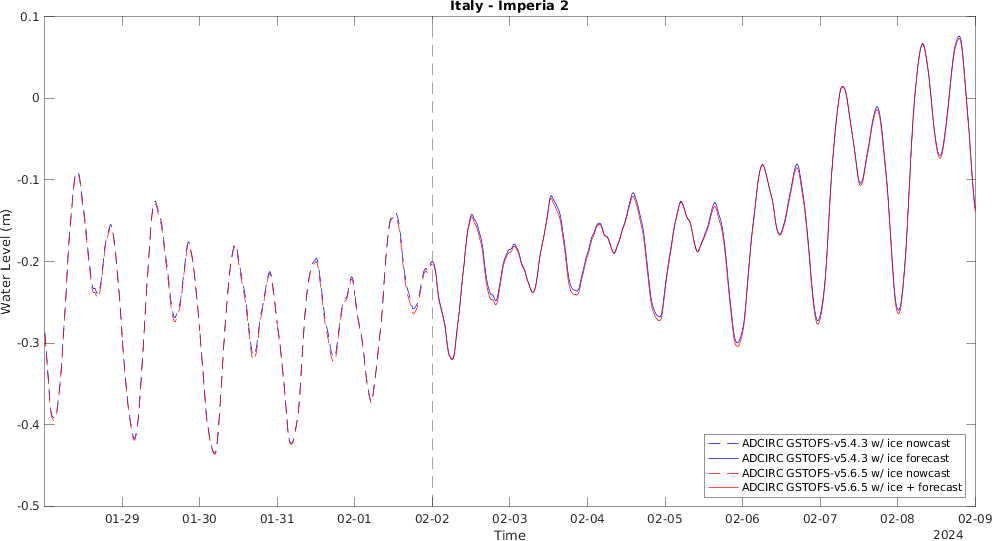 Italy - Imperia 2
Water Level (m)
0.1
0
-0.1
-0.2
-0.3
-0.4
-0.5
ADCIRC GSTOFS-v5.4.3 w/ ice nowcast
ADCIRC GSTOFS-v5.4.3 w/ ice forecast
ADCIRC GSTOFS-v5.6.5 w/ ice nowcast
ADCIRC GSTOFS-v5.6.5 w/ ice + forecast
01-29 01-30 01-31 02-01 02-02 02-03 02-04 02-05 02-06 02-07 02-08 02-09
Time
2024